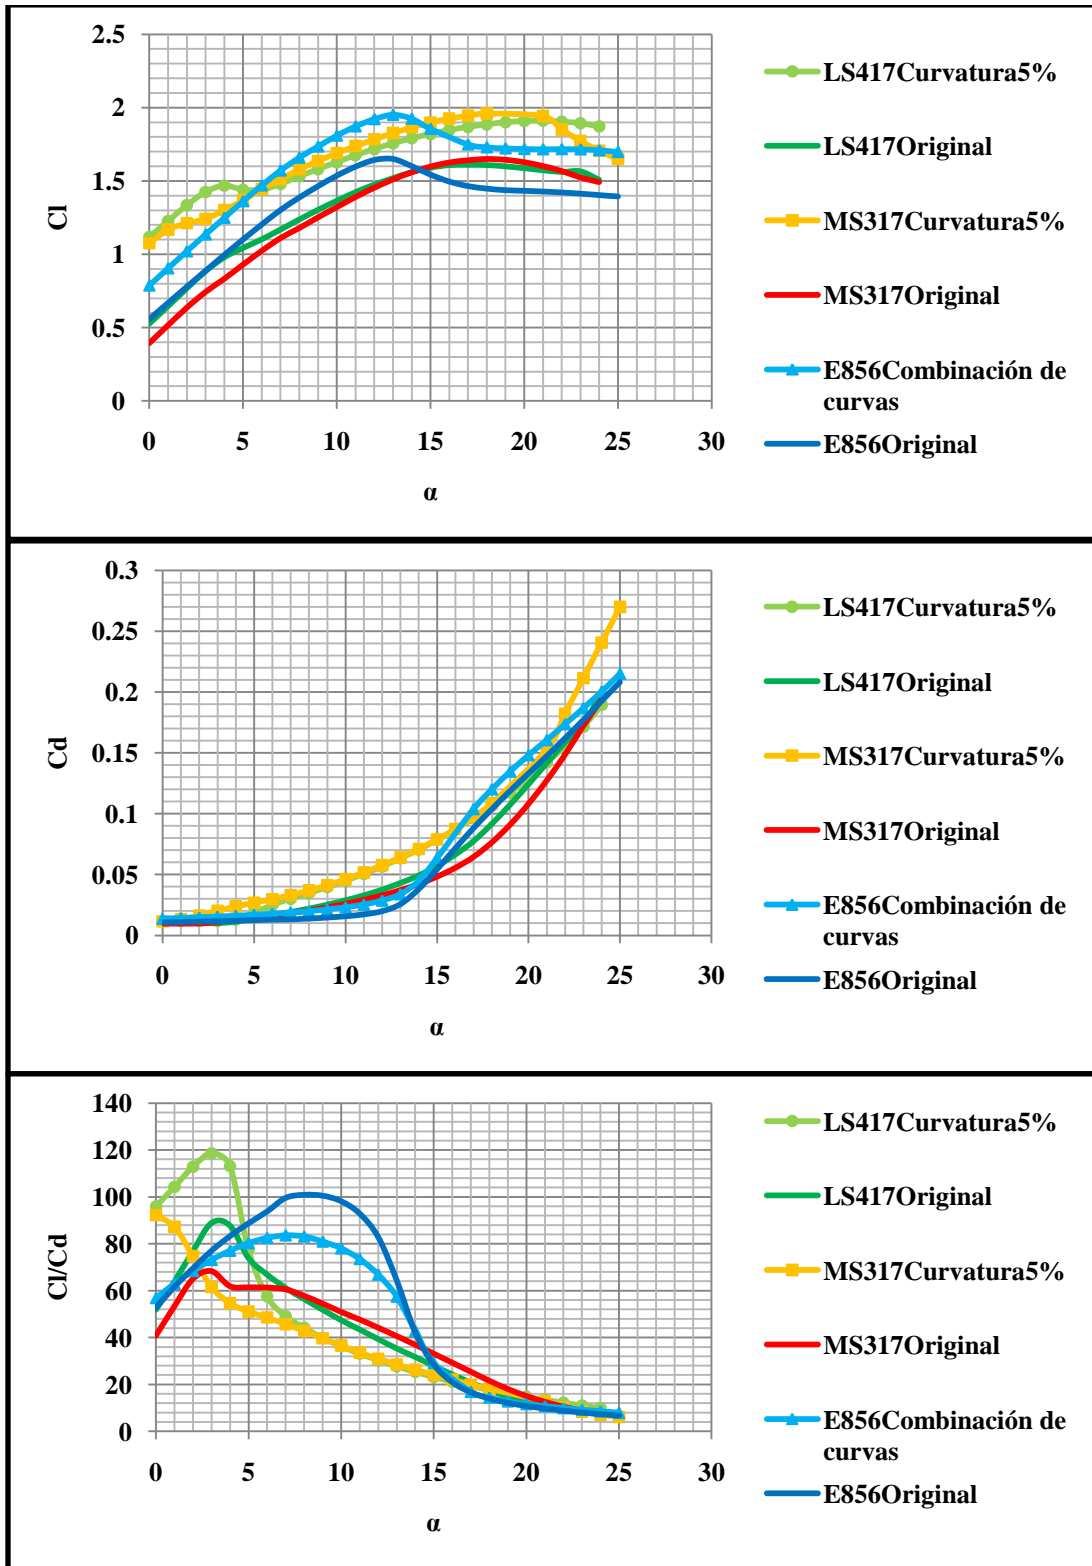 2.5
2
1.5
1
0.5
0
Cl
0 5 10 15 20 25 30
α
LS417Curvatura5%
LS417Original
MS317Curvatura5%
MS317Original
E856Combinación de
curvas
E856Original
0.3
0.25
0.2
0.15
0.1
0.05
0
Cd
0 5 10 15 20 25 30
α
LS417Curvatura5%
LS417Original
MS317Curvatura5%
MS317Original
E856Combinación de
curvas
E856Original
140
120
100
80
60
40
20
0
Cl/Cd
0 5 10 15 20 25 30
α
LS417Curvatura5%
LS417Original
MS317Curvatura5%
MS317Original
E856Combinación de
curvas
E856Original